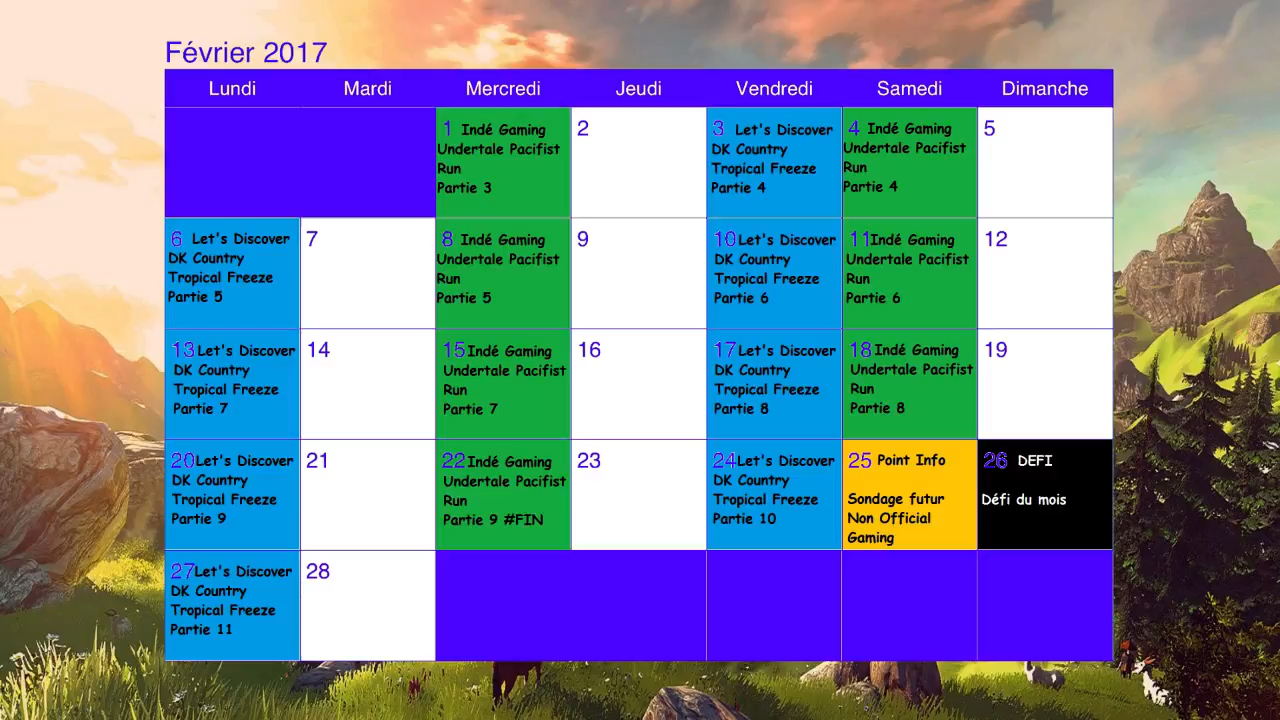 Février 2017
Lundi Mardi Mercredi Jeudi Vendredi Samedi Dimanche
1 Indé Gaming
Undertale Pacifist
Run
Partie 3
2
3 Let's Discover
DK Country
Tropical Freeze
Partie 4
4 Indé Gaming
Undertale Pacifist
Run
Partie 4
5
6 Let's Discover
DK Country
Tropical Freeze
Partie 5
7
8 Indé Gaming
Undertale Pacifist
Run
Partie 5
9
10 Let's Discover
DK Country
Tropical Freeze
Partie 6
11 Indé Gaming
Undertale Pacifist
Run
Partie 6
12
13 Let's Discover
DK Country
Tropical Freeze
Partie 7
14
15 Indé Gaming
Undertale Pacifist
Run
Partie 7
16
17 Let's Discover
DK Country
Tropical Freeze
Partie 8
18 Indé Gaming
Undertale Pacifist
Run
Partie 8
19
20 Let's Discover
DK Country
Tropical Freeze
Partie 9
21
22 Indé Gaming
Undertale Pacifist
Run
Partie 9 #FIN
23
24 Let's Discover
DK Country
Tropical Freeze
Partie 10
25 Point Info
Sondage futur
Non Official
Gaming
26 DEFI
Défi du mois
27 Let's Discover
DK Country
Tropical Freeze
Partie 11
28